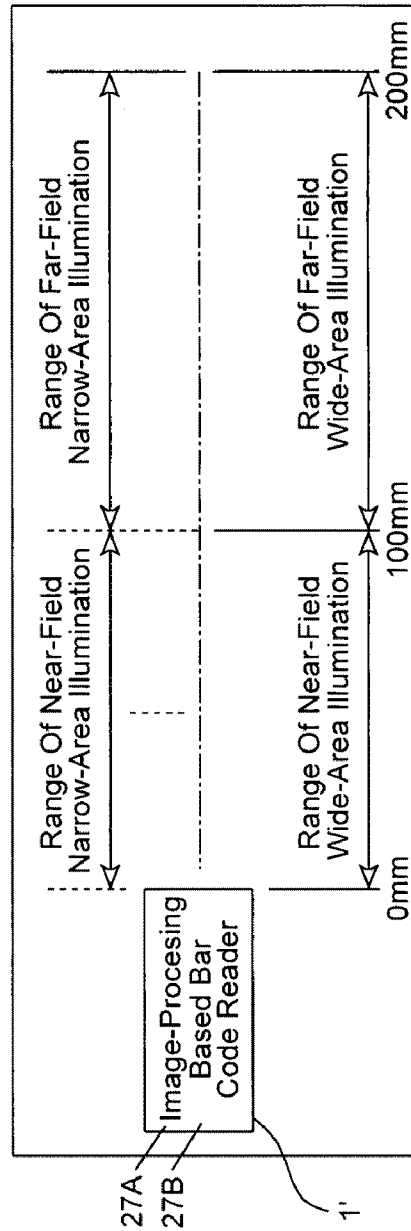 Range Of Near-Field
Narrow-Area Illumination
Range Of Far-Field
Narrow-Area Illumination
27A
27B
Image-Procesing
Based Bar
Code Reader
1'
Range Of Near-Field
Wide-Area Illumination
Range Of Far-Field
Wide-Area Illumination
0mm
100mm
200mm